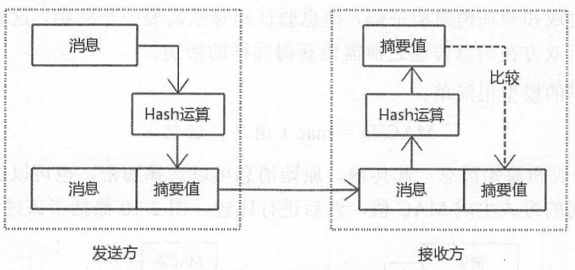 消息
Hash运算
消息 摘要值
发送方
摘要值
比较
Hash运算
消息 摘要值
接收方